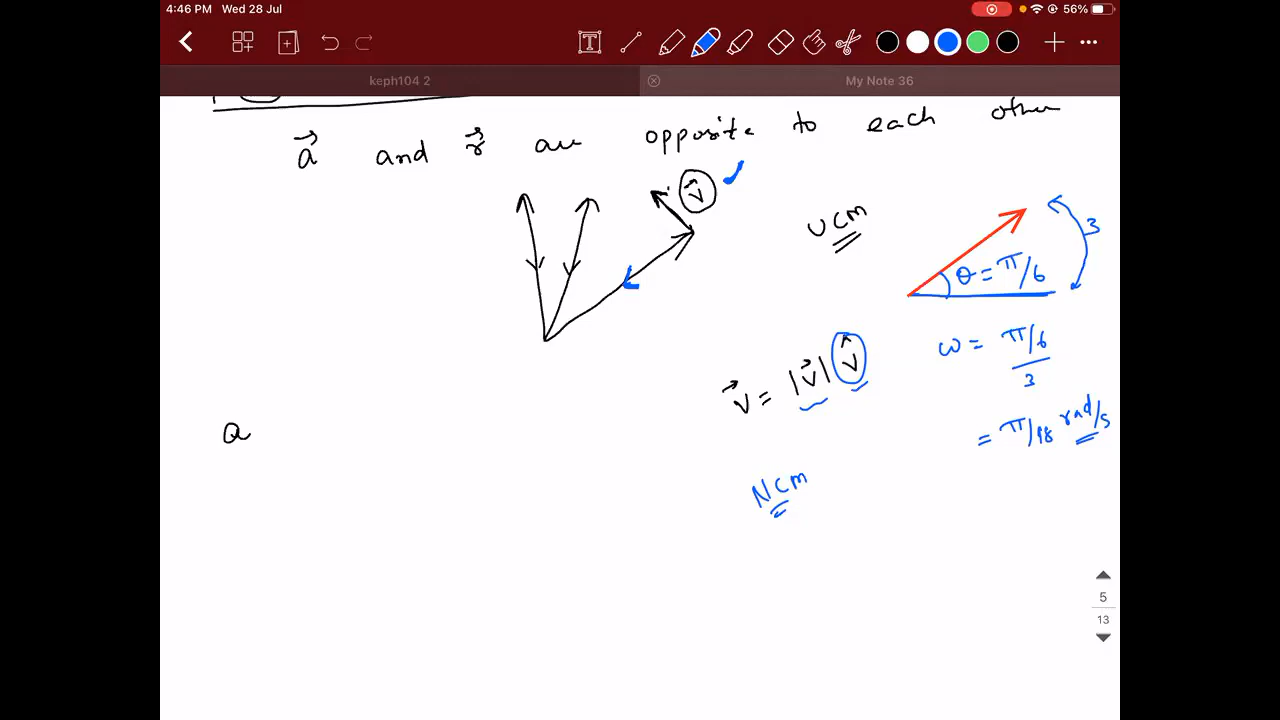 4:46 PM Wed 28 Jul
56%
T
keph104 2
My Note 36
a⃗ and r⃗ are opposite to each other
v⃗
UCM
3
θ = π/6
ω = π/6
3
v⃗ = |v⃗| v̂
= π/18 rad/s
a
NCM
5
13